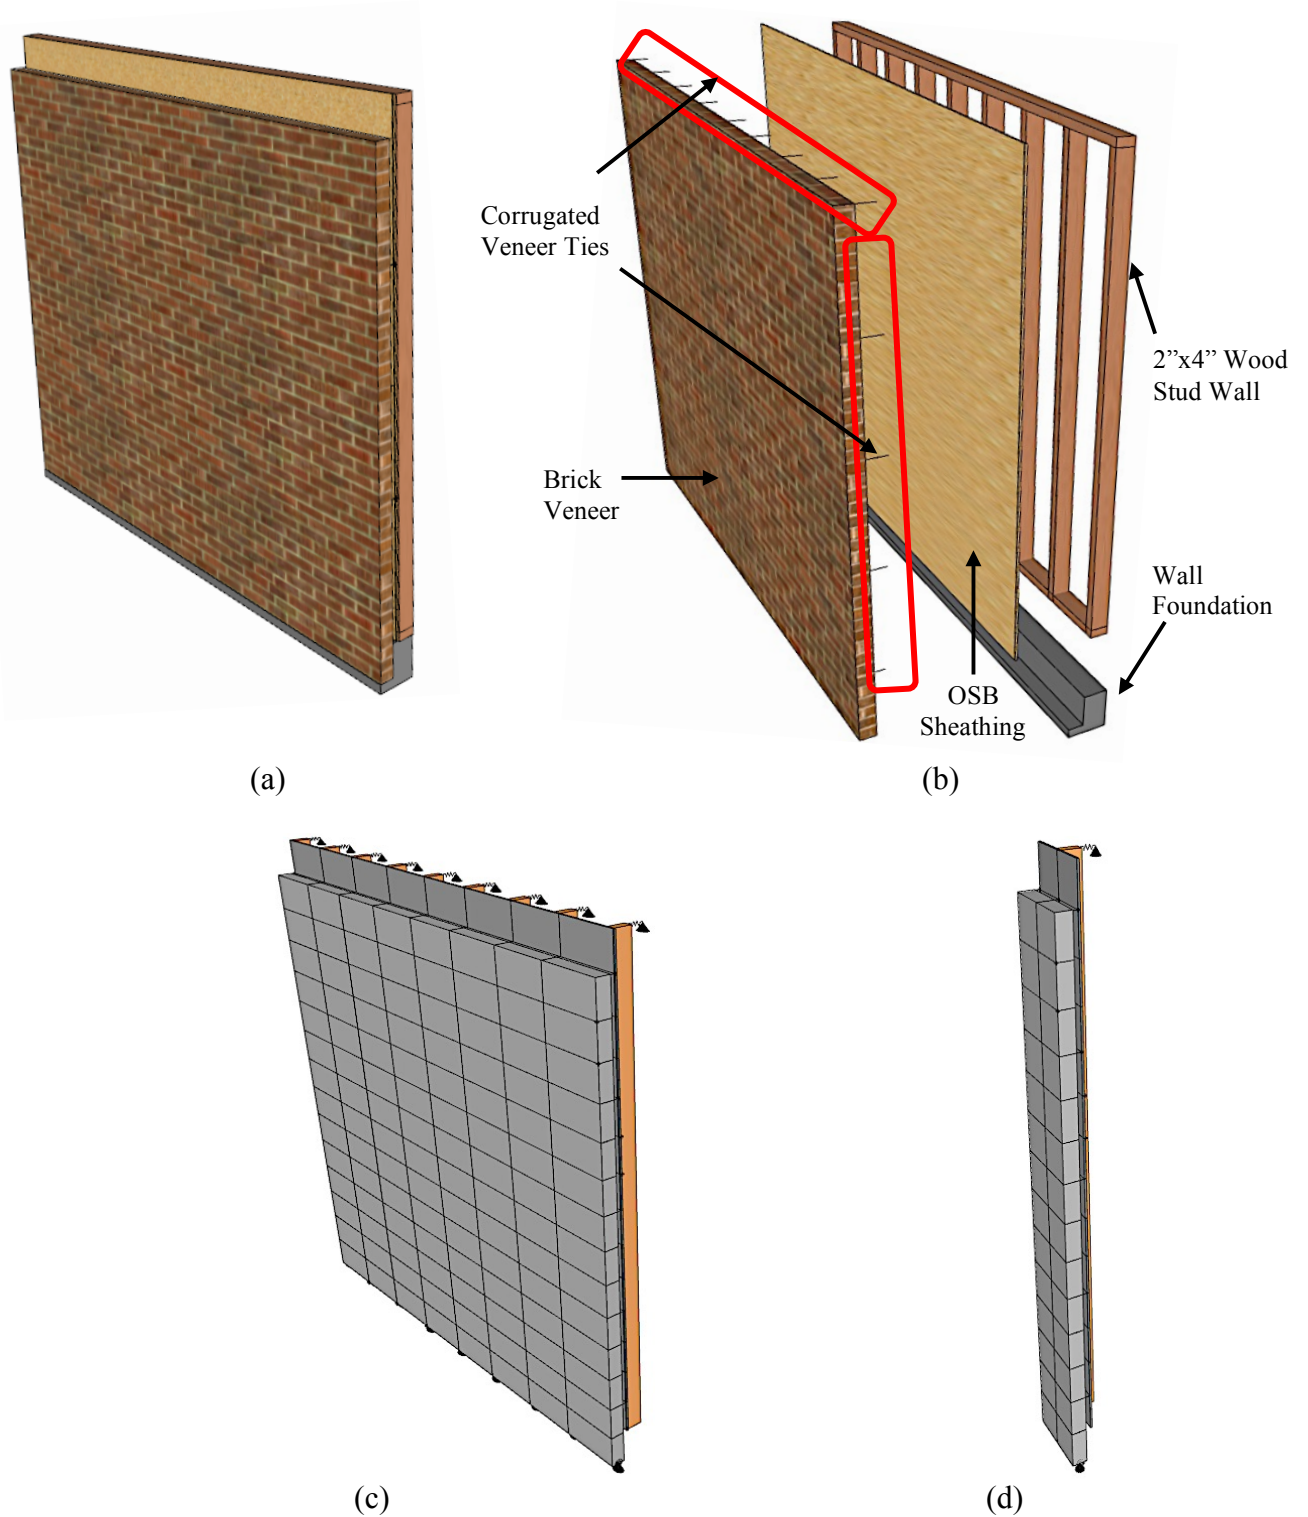 Corrugated
Veneer Ties
2”x4” Wood
Stud Wall
Brick
Veneer
Wall
Foundation
OSB
Sheathing
(a)
(b)
(c)
(d)